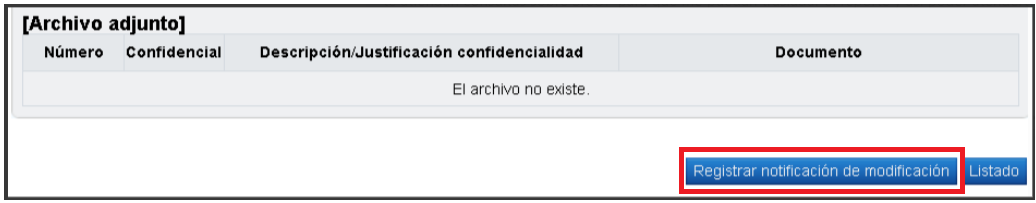 [Archivo adjunto]
Número Confidencial Descripción/Justificación confidencialidad Documento
El archivo no existe.
Registrar notificación de modificación Listado